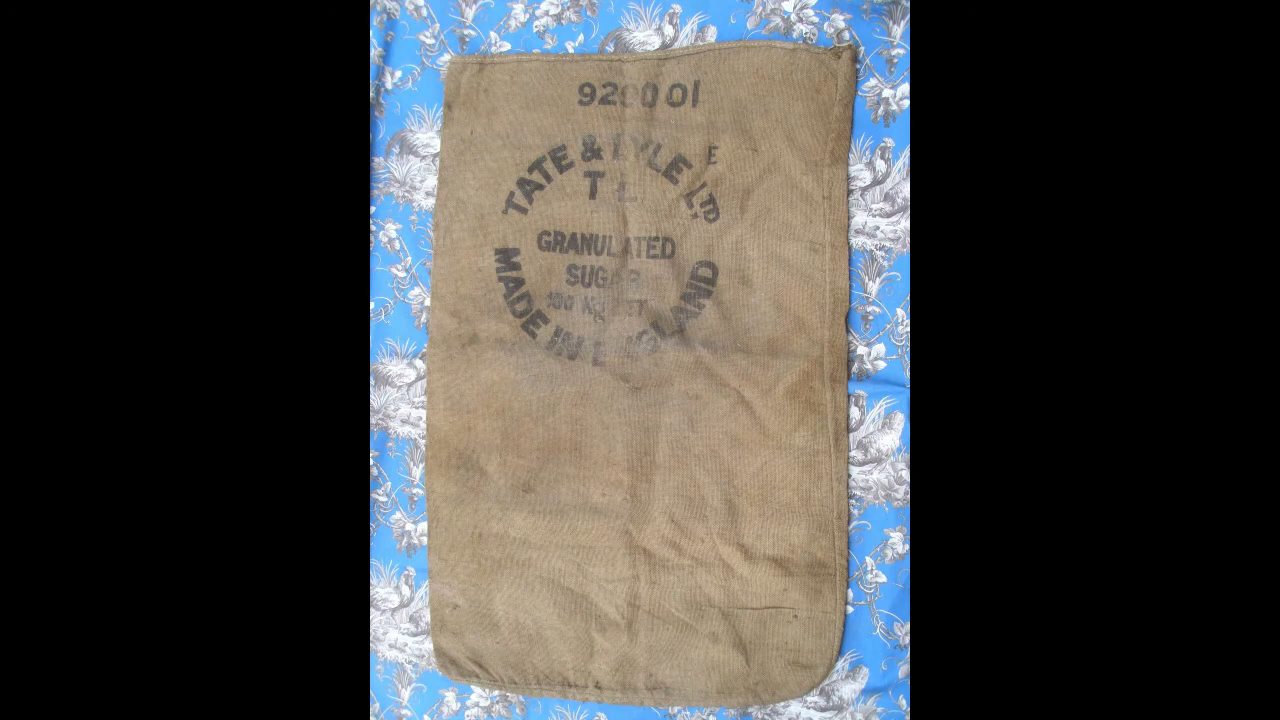 920001
TATE & LYLE LTD
E
T L
GRANULATED
SUGAR
MADE IN ENGLAND